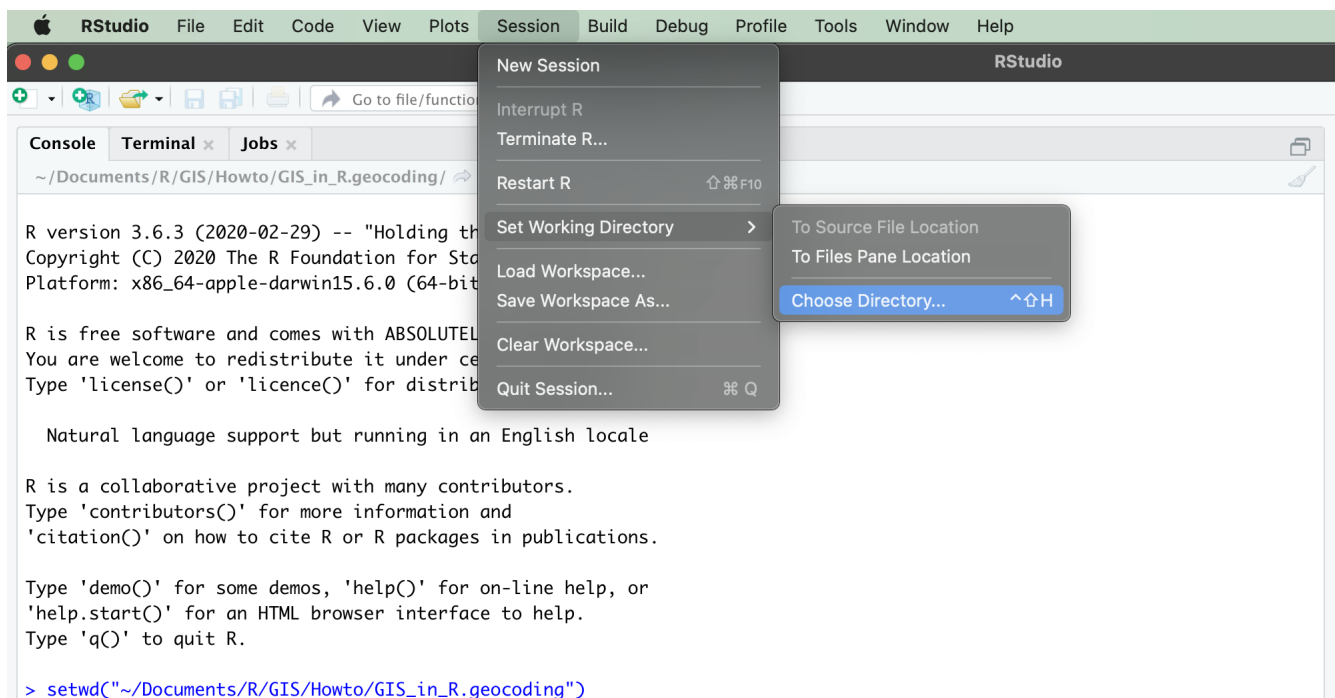 RStudio File Edit Code View Plots Session Build Debug Profile Tools Window Help
RStudio
Go to file/function
Console Terminal Jobs
~/Documents/R/GIS/Howto/GIS_in_R.geocoding/
New Session
Interrupt R
Terminate R...
Restart R ⇧⌘F10
Set Working Directory >
Load Workspace...
Save Workspace As...
Clear Workspace...
Quit Session... ⌘ Q
To Source File Location
To Files Pane Location
Choose Directory... ^⇧H
R version 3.6.3 (2020-02-29) -- "Holding
Copyright (C) 2020 The R Foundation for
Platform: x86_64-apple-darwin15.6.0 (64-bit
R is free software and comes with
You are welcome to redistribute it under
Type 'license()' or 'licence()' for
Natural language support but running in an English locale
R is a collaborative project with many contributors.
Type 'contributors()' for more information and
'citation()' on how to cite R or R packages in publications.
Type 'demo()' for some demos, 'help()' for on-line help, or
'help.start()' for an HTML browser interface to help.
Type 'q()' to quit R.
> setwd("~/Documents/R/GIS/Howto/GIS_in_R.geocoding")